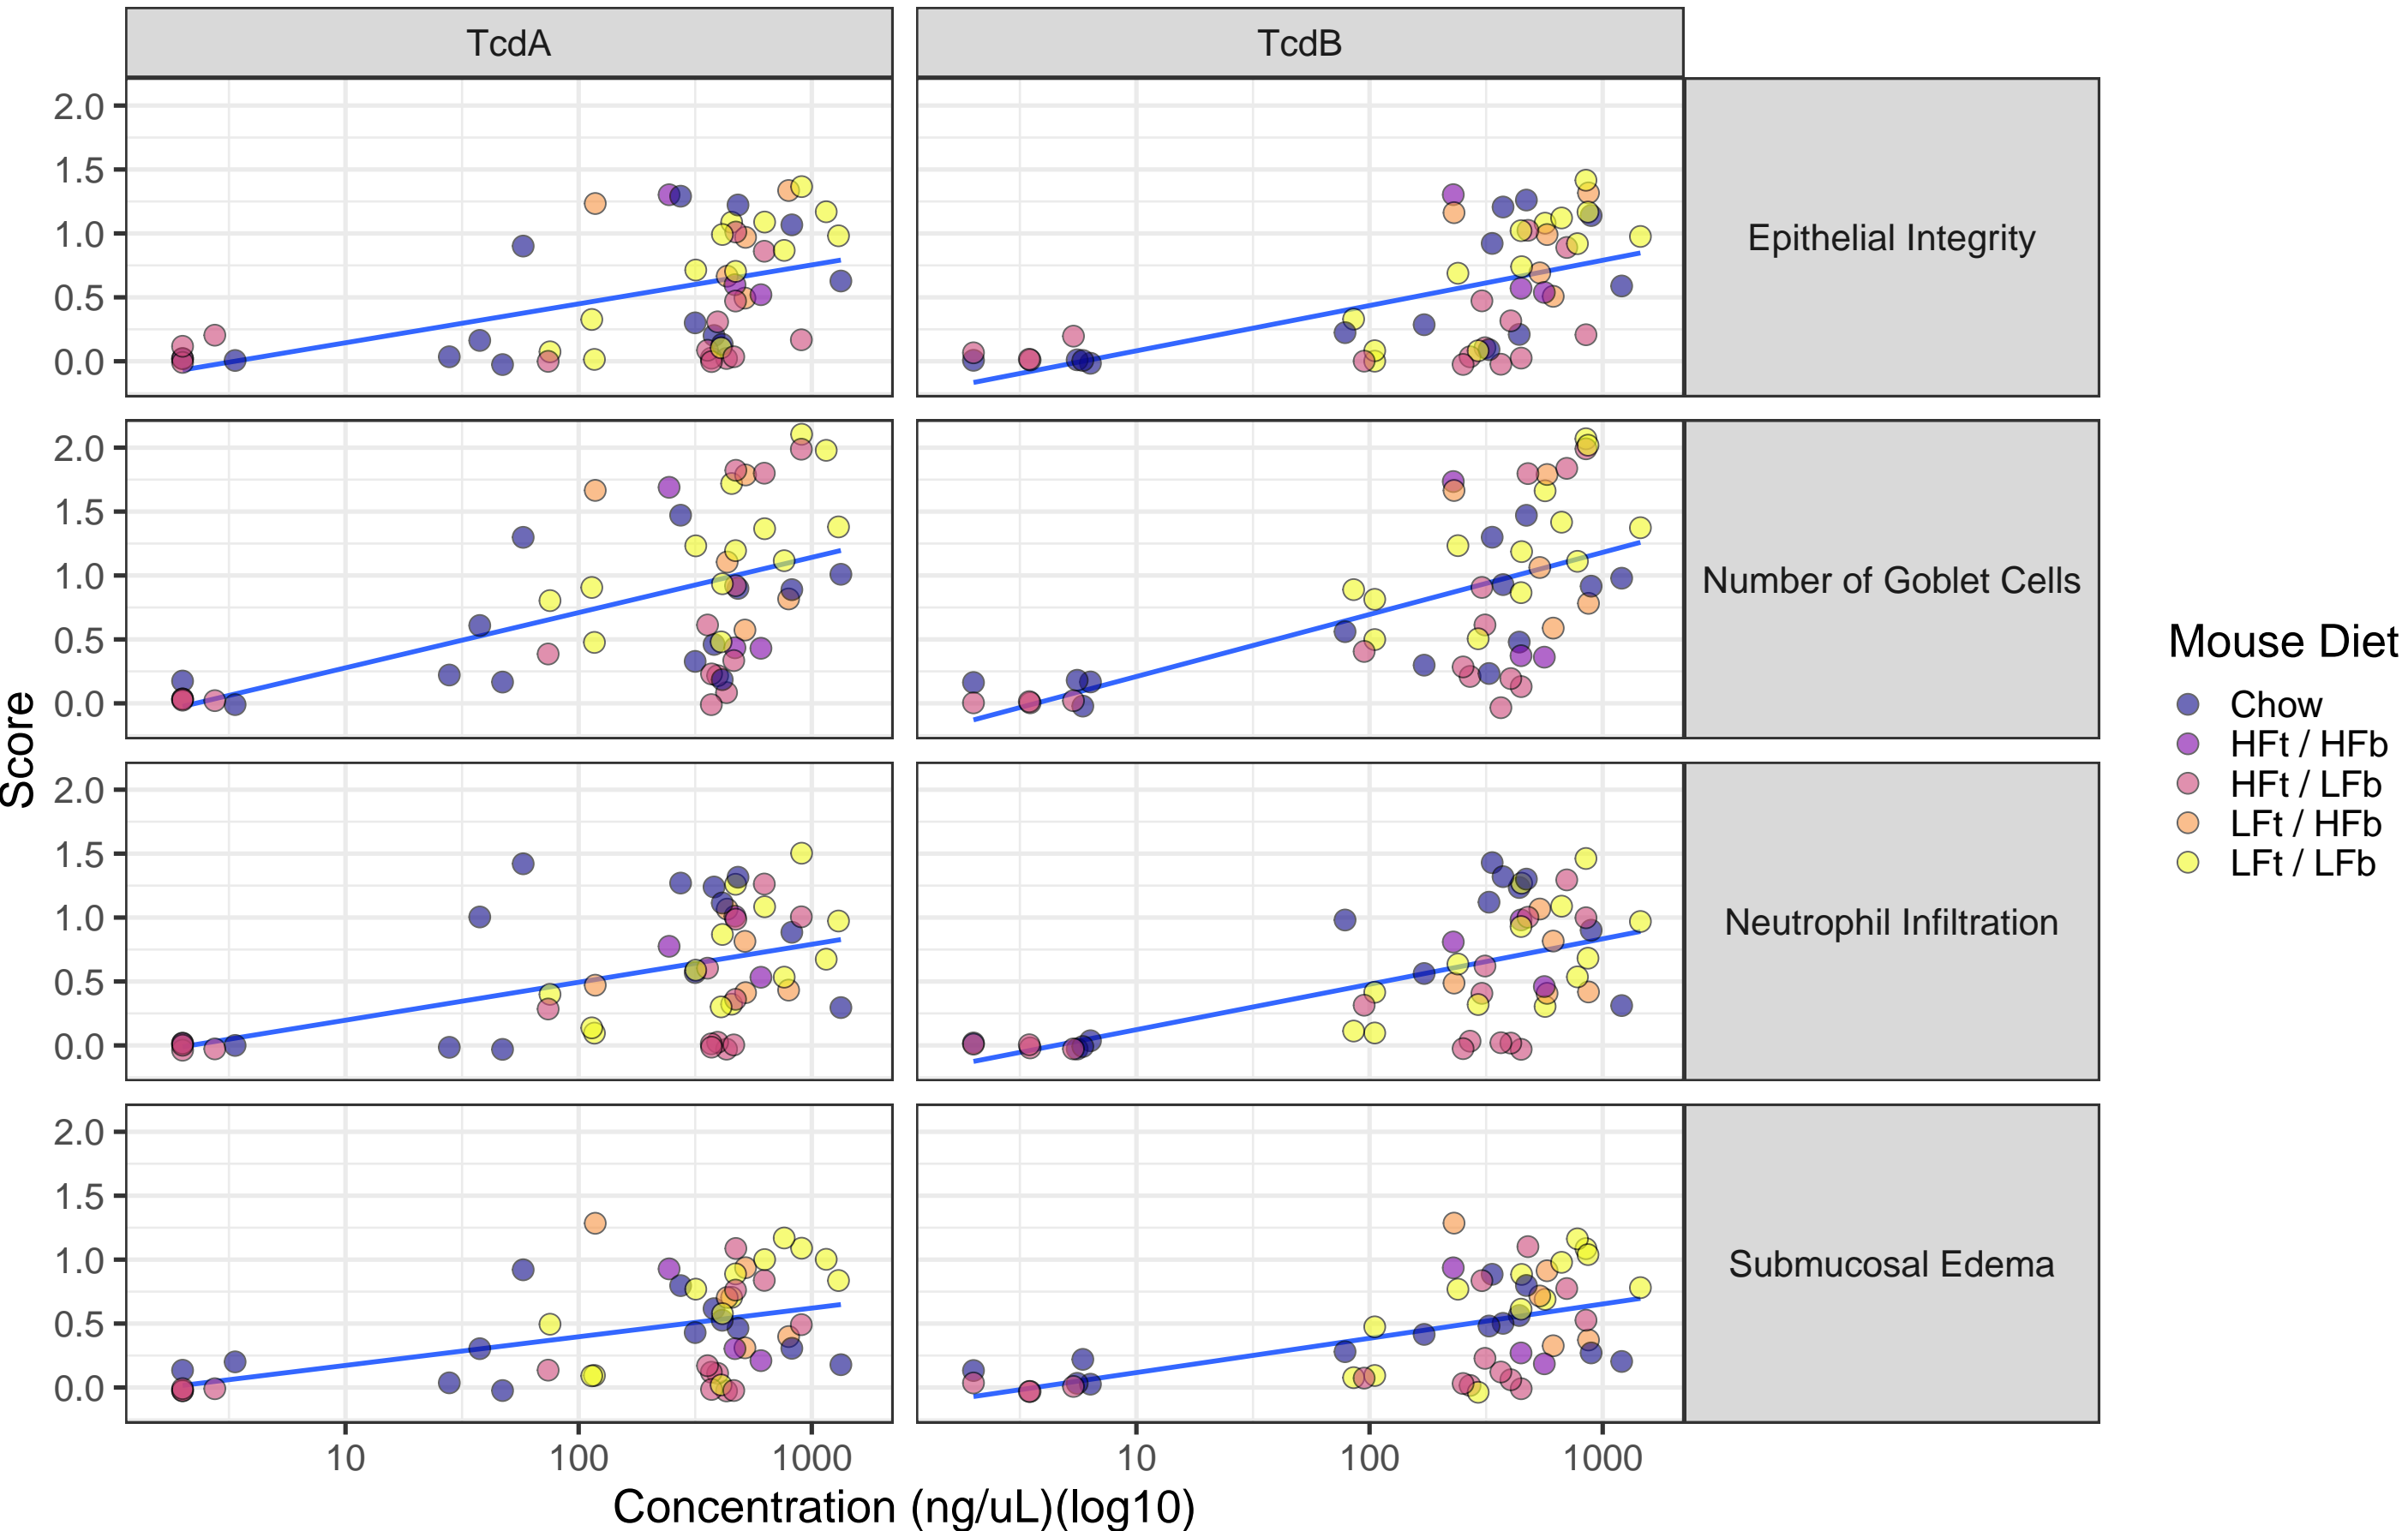 TcdA
TcdB
2.0
1.5
1.0
0.5
0.0
Epithelial Integrity
2.0
1.5
1.0
0.5
0.0
Number of Goblet Cells
2.0
1.5
1.0
0.5
0.0
Neutrophil Infiltration
2.0
1.5
1.0
0.5
0.0
Submucosal Edema
Score
10
100
1000
10
100
1000
Concentration (ng/uL)(log10)
Mouse Diet
Chow
HFt / HFb
HFt / LFb
LFt / HFb
LFt / LFb